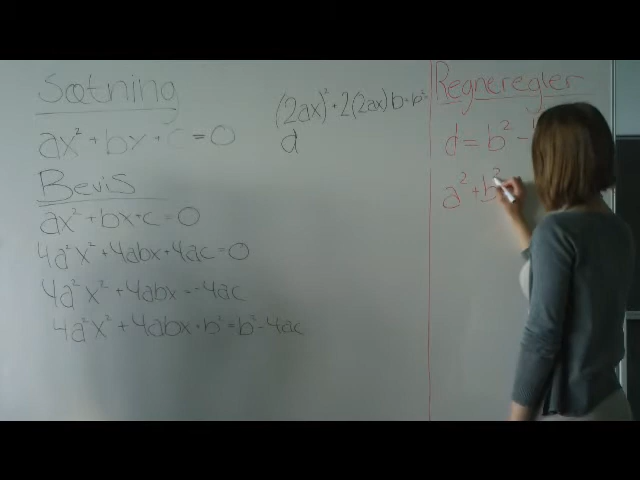 Sætning
ax² + bx + c = 0
Bevis
ax² + bx + c = 0
4a²x² + 4abx + 4ac = 0
4a²x² + 4abx = -4ac
4a²x² + 4abx + b² = b² - 4ac
(2ax)² + 2(2ax)b + b²
d
Regneregler
d = b² -
a² + b²